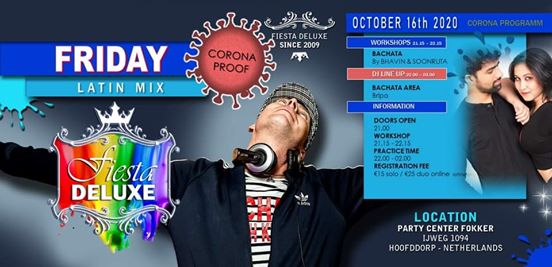 FRIDAY
LATIN MIX
CORONA
PROOF
FIESTA DELUXE
SINCE 2009
Fiesta
DELUXE
adidas
OCTOBER 16th 2020
CORONA PROGRAMM
WORKSHOPS 21.15 - 22.15
BACHATA
By BHAVIN & SOONRUTA
DJ LINE UP 22.00 - 02.00
BACHATA AREA
Bripa
INFORMATION
DOORS OPEN
21.00
WORKSHOP
21.15 - 22.15
PRACTICE TIME
22.00 -02.00
REGISTRATION FEE
€15 solo / €25 duo online
LOCATION
PARTY CENTER FOKKER
IJWEG 1094
HOOFDDORP - NETHERLANDS